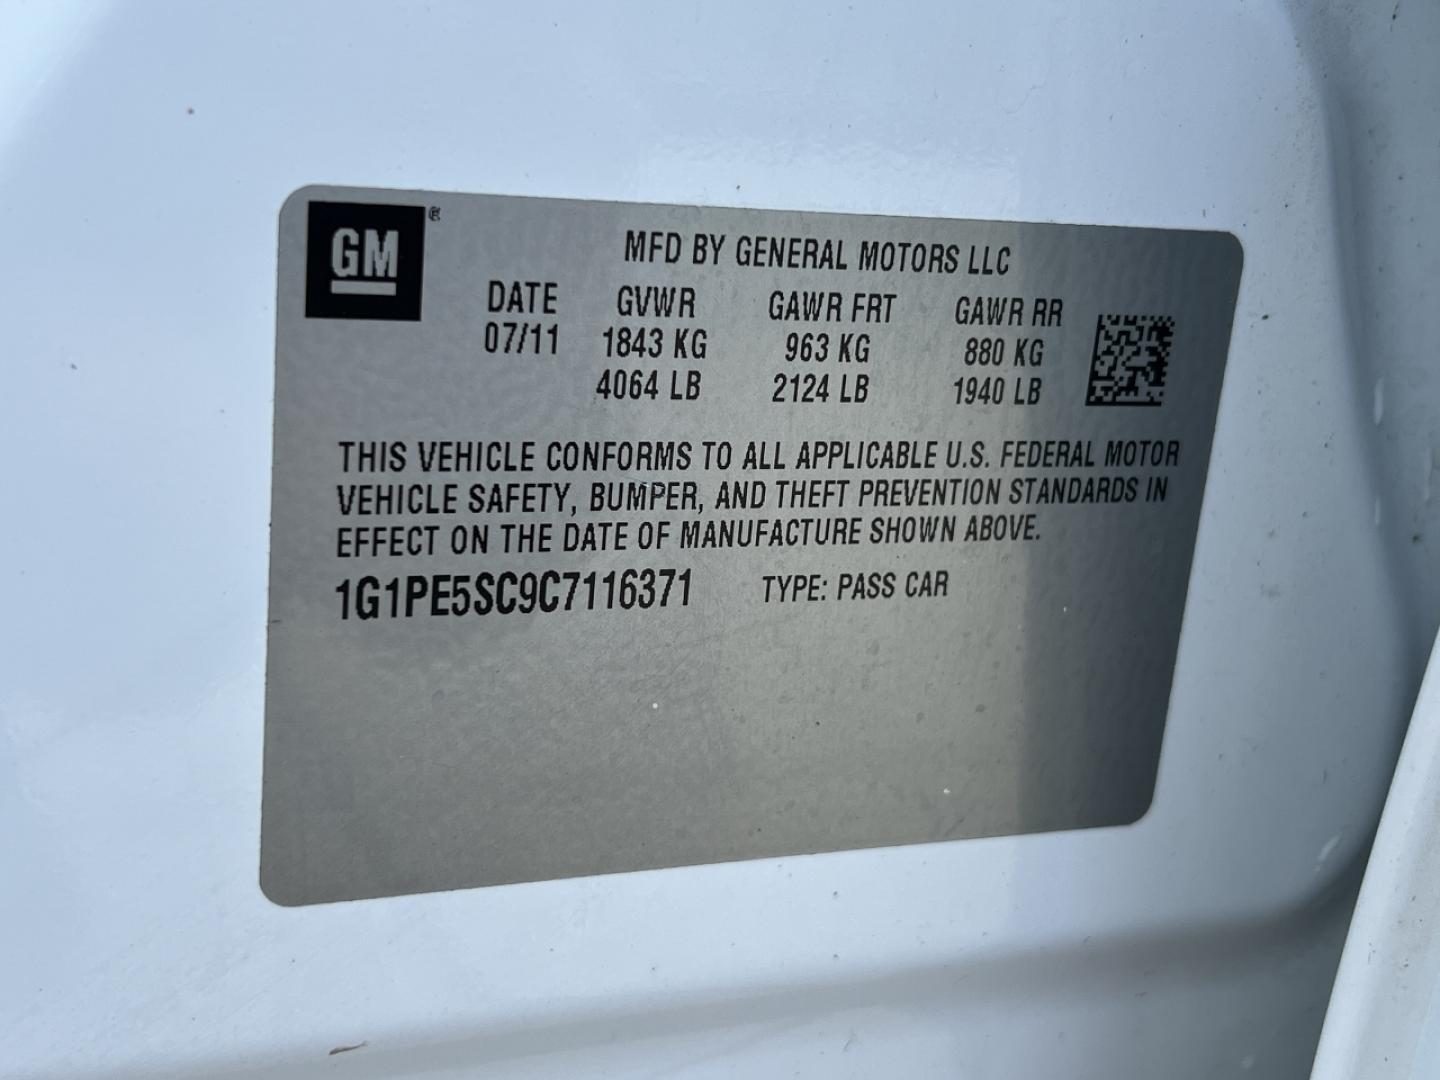 GM®
MFD BY GENERAL MOTORS LLC
DATE GVWR GAWR FRT GAWR RR
07/11 1843 KG 963 KG 880 KG
4064 LB 2124 LB 1940 LB
THIS VEHICLE CONFORMS TO ALL APPLICABLE U.S. FEDERAL MOTOR
VEHICLE SAFETY, BUMPER, AND THEFT PREVENTION STANDARDS IN
EFFECT ON THE DATE OF MANUFACTURE SHOWN ABOVE.
1G1PE5SC9C7116371 TYPE: PASS CAR